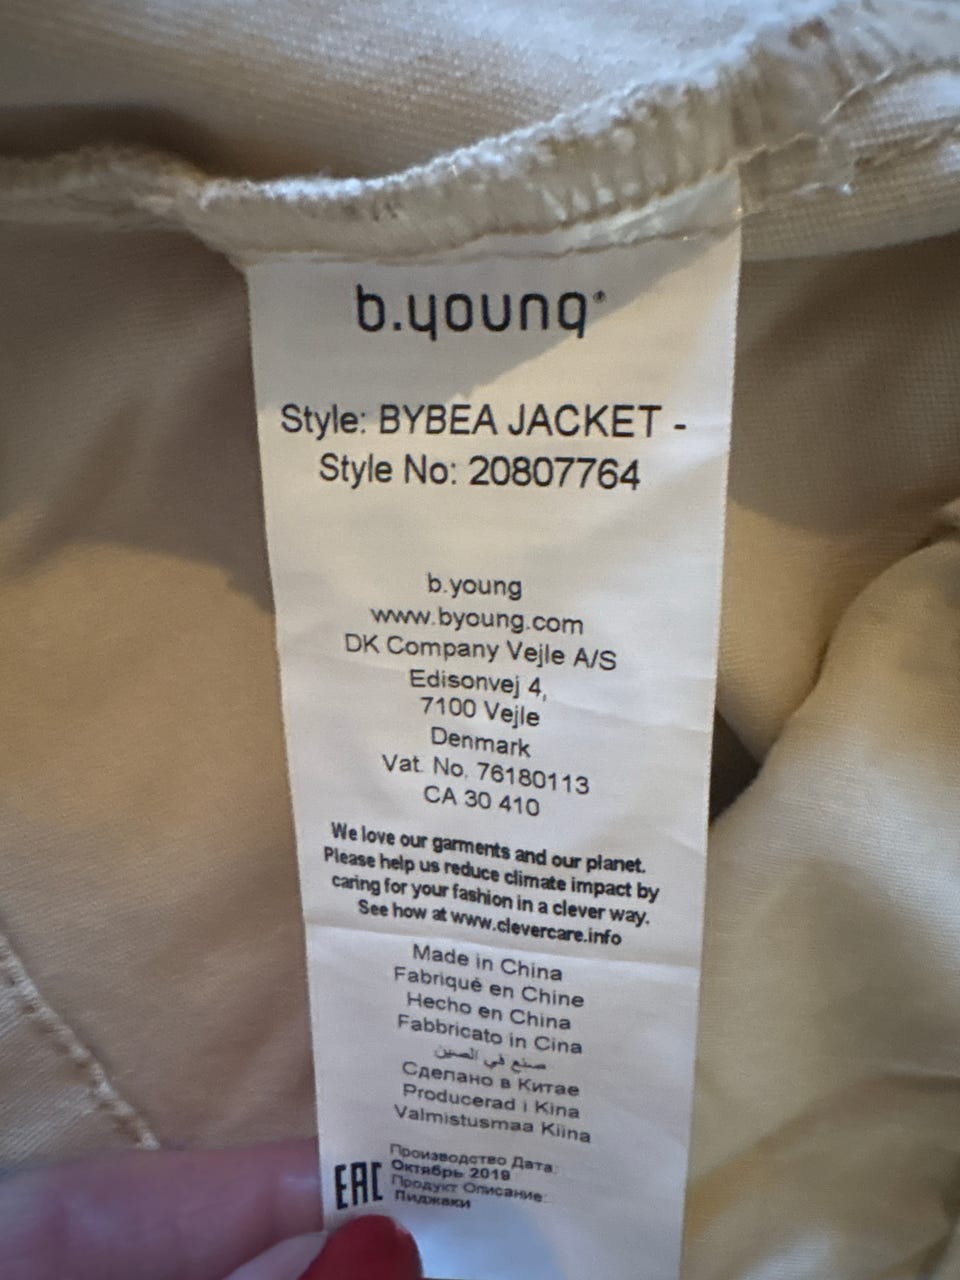 b.young®
Style: BYBEA JACKET -
Style No: 20807764
b.young
www.byoung.com
DK Company Vejle A/S
Edisonvej 4,
7100 Vejle
Denmark
Vat. No. 76180113
CA 30 410
We love our garments and our planet.
Please help us reduce climate impact by
caring for your fashion in a clever way.
See how at www.clevercare.info
Made in China
Fabriqué en Chine
Hecho en China
Fabbricato in Cina
صنع في الصين
Сделано в Китае
Producerad i Kina
Valmistusmaa Kiina
Производство Дата:
Октябрь 2019
Продукт Описание:
Пиджаки
EAC